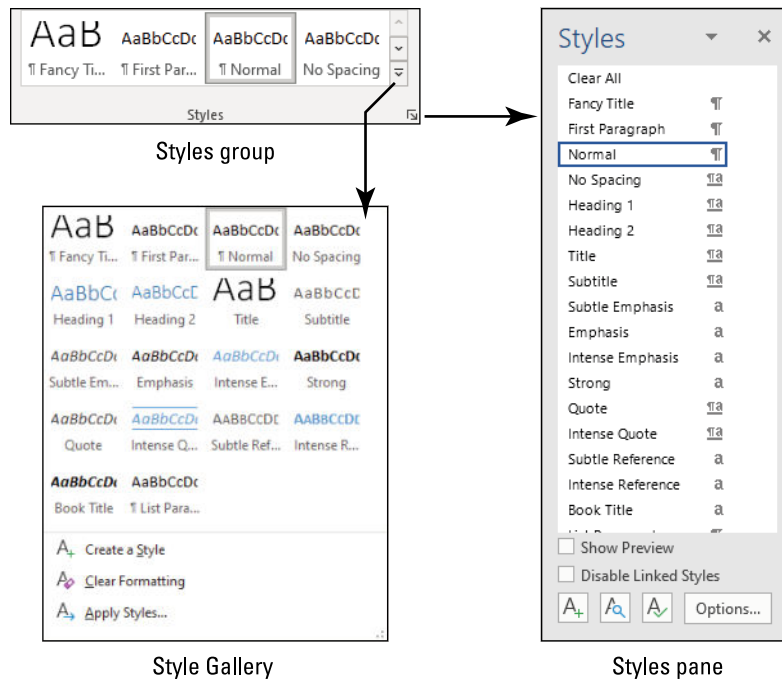 AaB AaBbCcDc AaBbCcDc AaBbCcDc
¶ Fancy Ti... ¶ First Par... ¶ Normal No Spacing
Styles
Styles group
AaB AaBbCcDc AaBbCcDc AaBbCcDc
¶ Fancy Ti... ¶ First Par... ¶ Normal No Spacing
AaBbCc AaBbCcE AaB AaBbCcE
Heading 1 Heading 2 Title Subtitle
AaBbCcDc AaBbCcDc AaBbCcDc AaBbCcDc
Subtle Em... Emphasis Intense E... Strong
AaBbCcDc AaBbCcDc AABBCCDE AABBCCDE
Quote Intense Q... Subtle Ref... Intense R...
AaBbCcDc AaBbCcDc
Book Title ¶ List Para...
A+ Create a Style
A Clear Formatting
A Apply Styles...
Style Gallery
Styles
Clear All
Fancy Title ¶
First Paragraph ¶
Normal ¶
No Spacing ¶a
Heading 1 ¶a
Heading 2 ¶a
Title ¶a
Subtitle ¶a
Subtle Emphasis a
Emphasis a
Intense Emphasis a
Strong a
Quote ¶a
Intense Quote ¶a
Subtle Reference a
Intense Reference a
Book Title a
Show Preview
Disable Linked Styles
A+ A A Options...
Styles pane